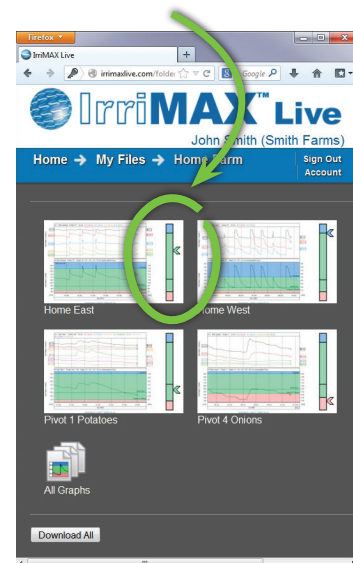 Firefox
IrriMAX Live
irrimaxlive.com/folder
Google
IrriMAX™ Live
John Smith (Smith Farms)
Home → My Files → Home Farm
Sign Out
Account
Home East
Home West
Pivot 1 Potatoes
Pivot 4 Onions
All Graphs
Download All